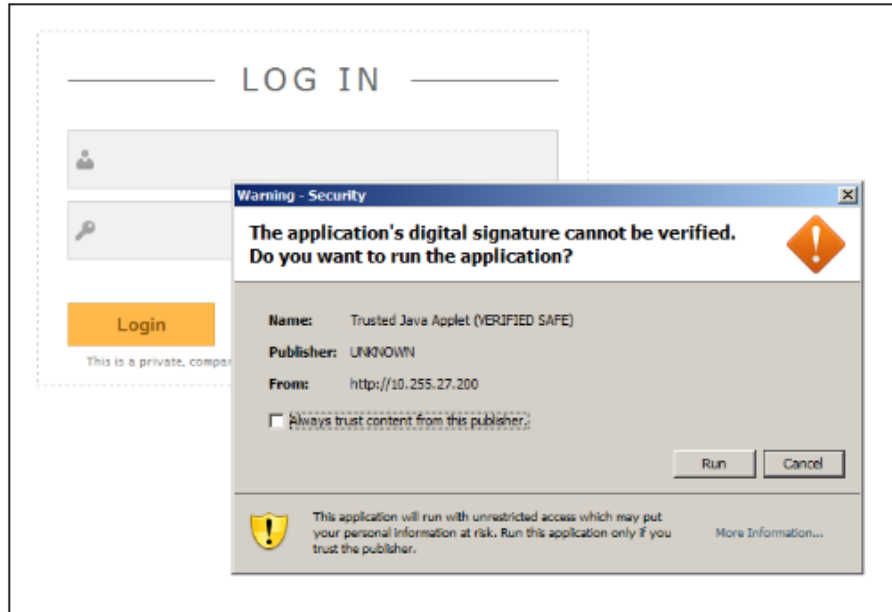 LOG IN
Login
This is a private, compa
Warning - Security
The application's digital signature cannot be verified.
Do you want to run the application?
Name: Trusted Java Applet (VERIFIED SAFE)
Publisher: UNKNOWN
From: http://10.255.27.200
Always trust content from this publisher.
Run Cancel
This application will run with unrestricted access which may put
your personal information at risk. Run this application only if you
trust the publisher.
More Information...